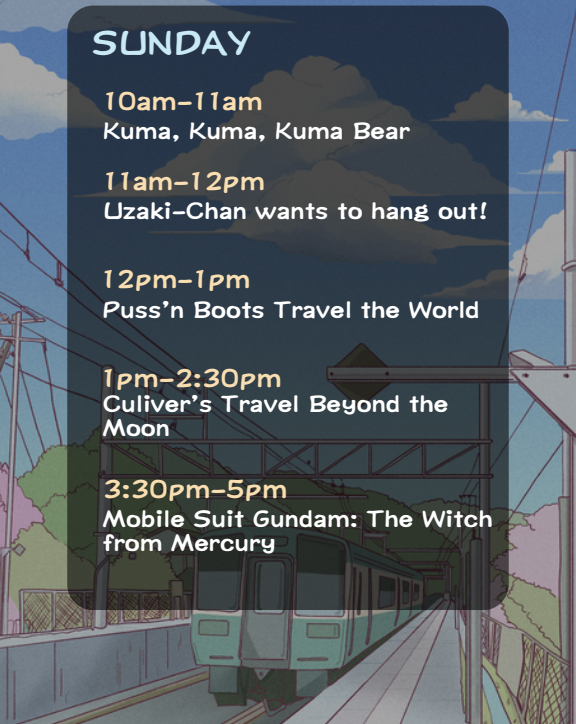 SUNDAY
10am-11am
Kuma, Kuma, Kuma Bear
11am-12pm
Uzaki-Chan wants to hang out!
12pm-1pm
Puss'n Boots Travel the World
1pm-2:30pm
Culiver's Travel Beyond the
Moon
3:30pm-5pm
Mobile Suit Gundam: The Witch
from Mercury